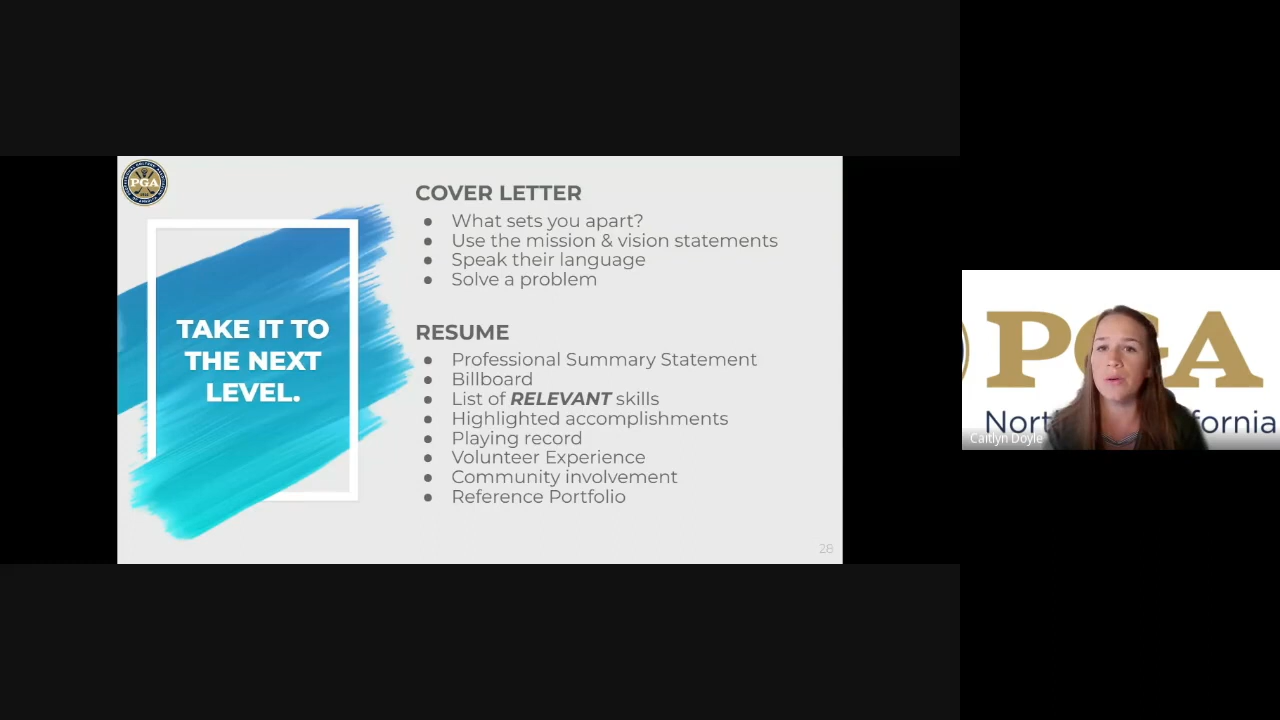 PGA
COVER LETTER
● What sets you apart?
● Use the mission & vision statements
● Speak their language
● Solve a problem
TAKE IT TO
THE NEXT
LEVEL.
RESUME
● Professional Summary Statement
● Billboard
● List of RELEVANT skills
● Highlighted accomplishments
● Playing record
● Volunteer Experience
● Community involvement
● Reference Portfolio
28
PGA
Caitlyn Doyle